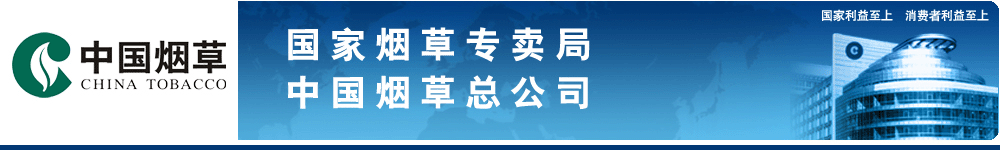 中国烟草
CHINA TOBACCO
国家烟草专卖局
中国烟草总公司
国家利益至上 消费者利益至上